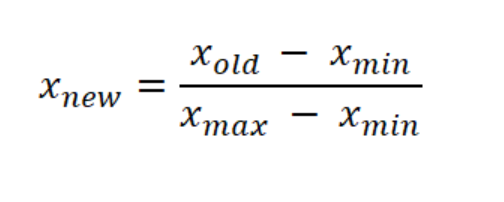 x_new = (x_old − x_min) / (x_max − x_min)